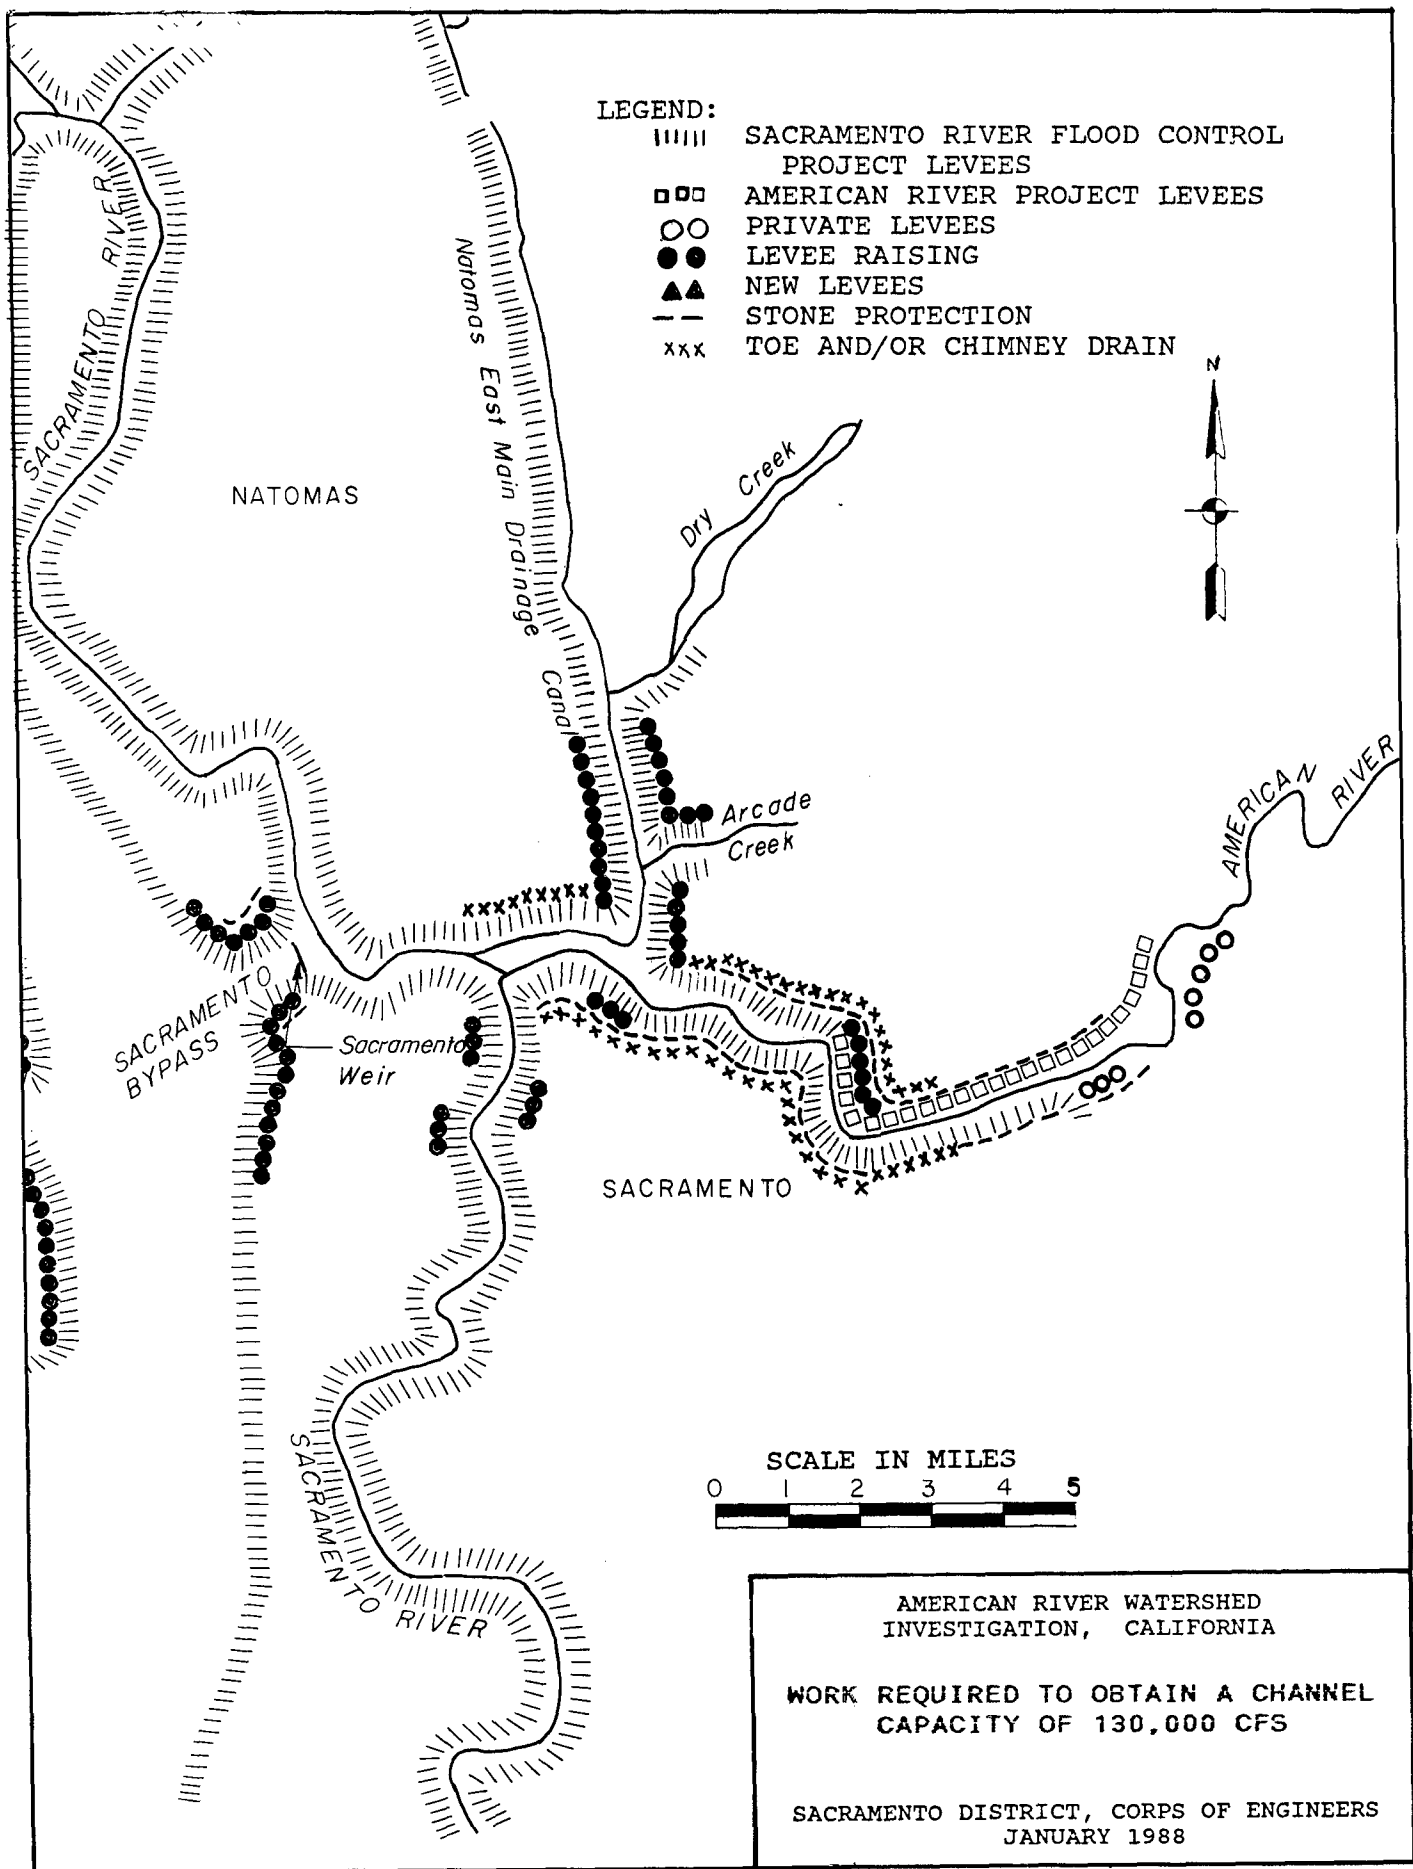 LEGEND:
SACRAMENTO RIVER FLOOD CONTROL
PROJECT LEVEES
AMERICAN RIVER PROJECT LEVEES
PRIVATE LEVEES
LEVEE RAISING
NEW LEVEES
STONE PROTECTION
xxx TOE AND/OR CHIMNEY DRAIN
N
SACRAMENTO RIVER
Natomas East Main Drainage Canal
NATOMAS
Dry Creek
Arcade
Creek
AMERICAN RIVER
SACRAMENTO
BYPASS
Sacramento
Weir
SACRAMENTO
SACRAMENTO RIVER
SCALE IN MILES
0 1 2 3 4 5
AMERICAN RIVER WATERSHED
INVESTIGATION, CALIFORNIA
WORK REQUIRED TO OBTAIN A CHANNEL
CAPACITY OF 130,000 CFS
SACRAMENTO DISTRICT, CORPS OF ENGINEERS
JANUARY 1988